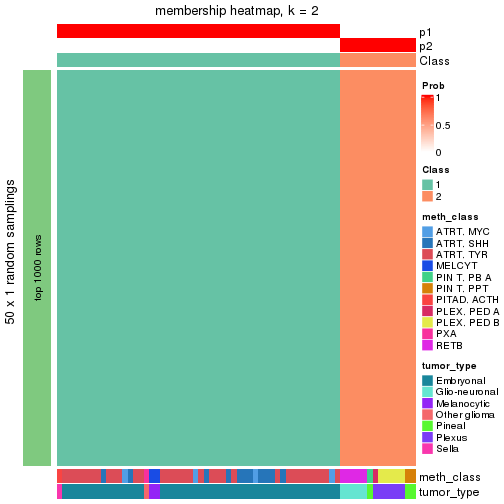 membership heatmap, k = 2
p1
p2
Class
50 x 1 random samplings
top 1000 rows
Prob
1
0.5
0
Class
1
2
meth_class
ATRT, MYC
ATRT, SHH
ATRT, TYR
MELCYT
PIN T, PB A
PIN T, PPT
PITAD, ACTH
PLEX, PED A
PLEX, PED B
PXA
RETB
tumor_type
Embryonal
Glio-neuronal
Melanocytic
Other glioma
Pineal
Plexus
Sella
meth_class
tumor_type